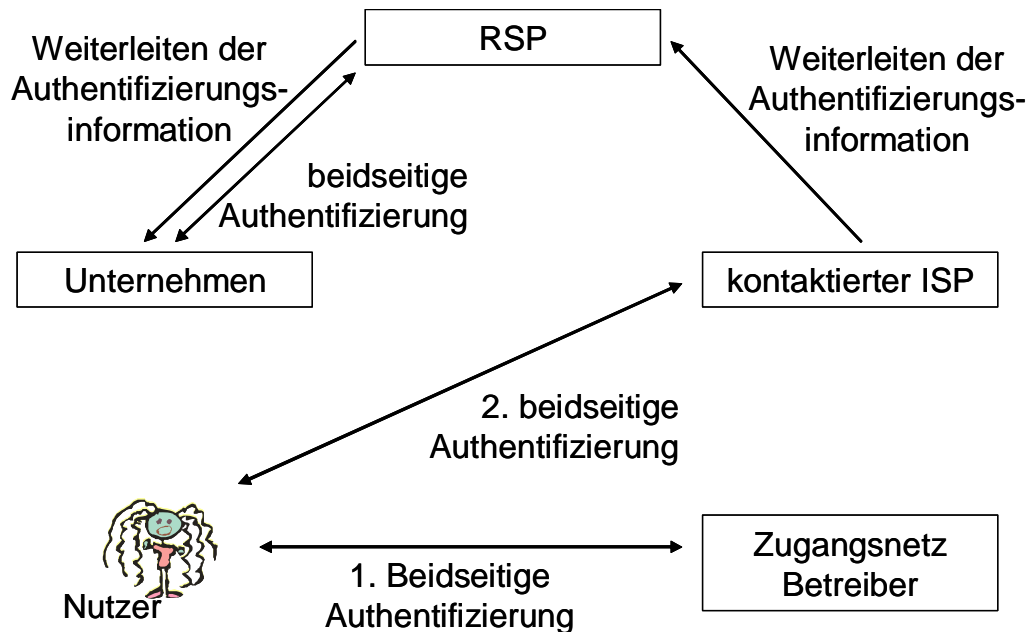 RSP
Weiterleiten der
Authentifizierungs-
information
Weiterleiten der
Authentifizierungs-
information
beidseitige
Authentifizierung
Unternehmen
kontaktierter ISP
2. beidseitige
Authentifizierung
Zugangsnetz
Betreiber
1. Beidseitige
Authentifizierung
Nutzer